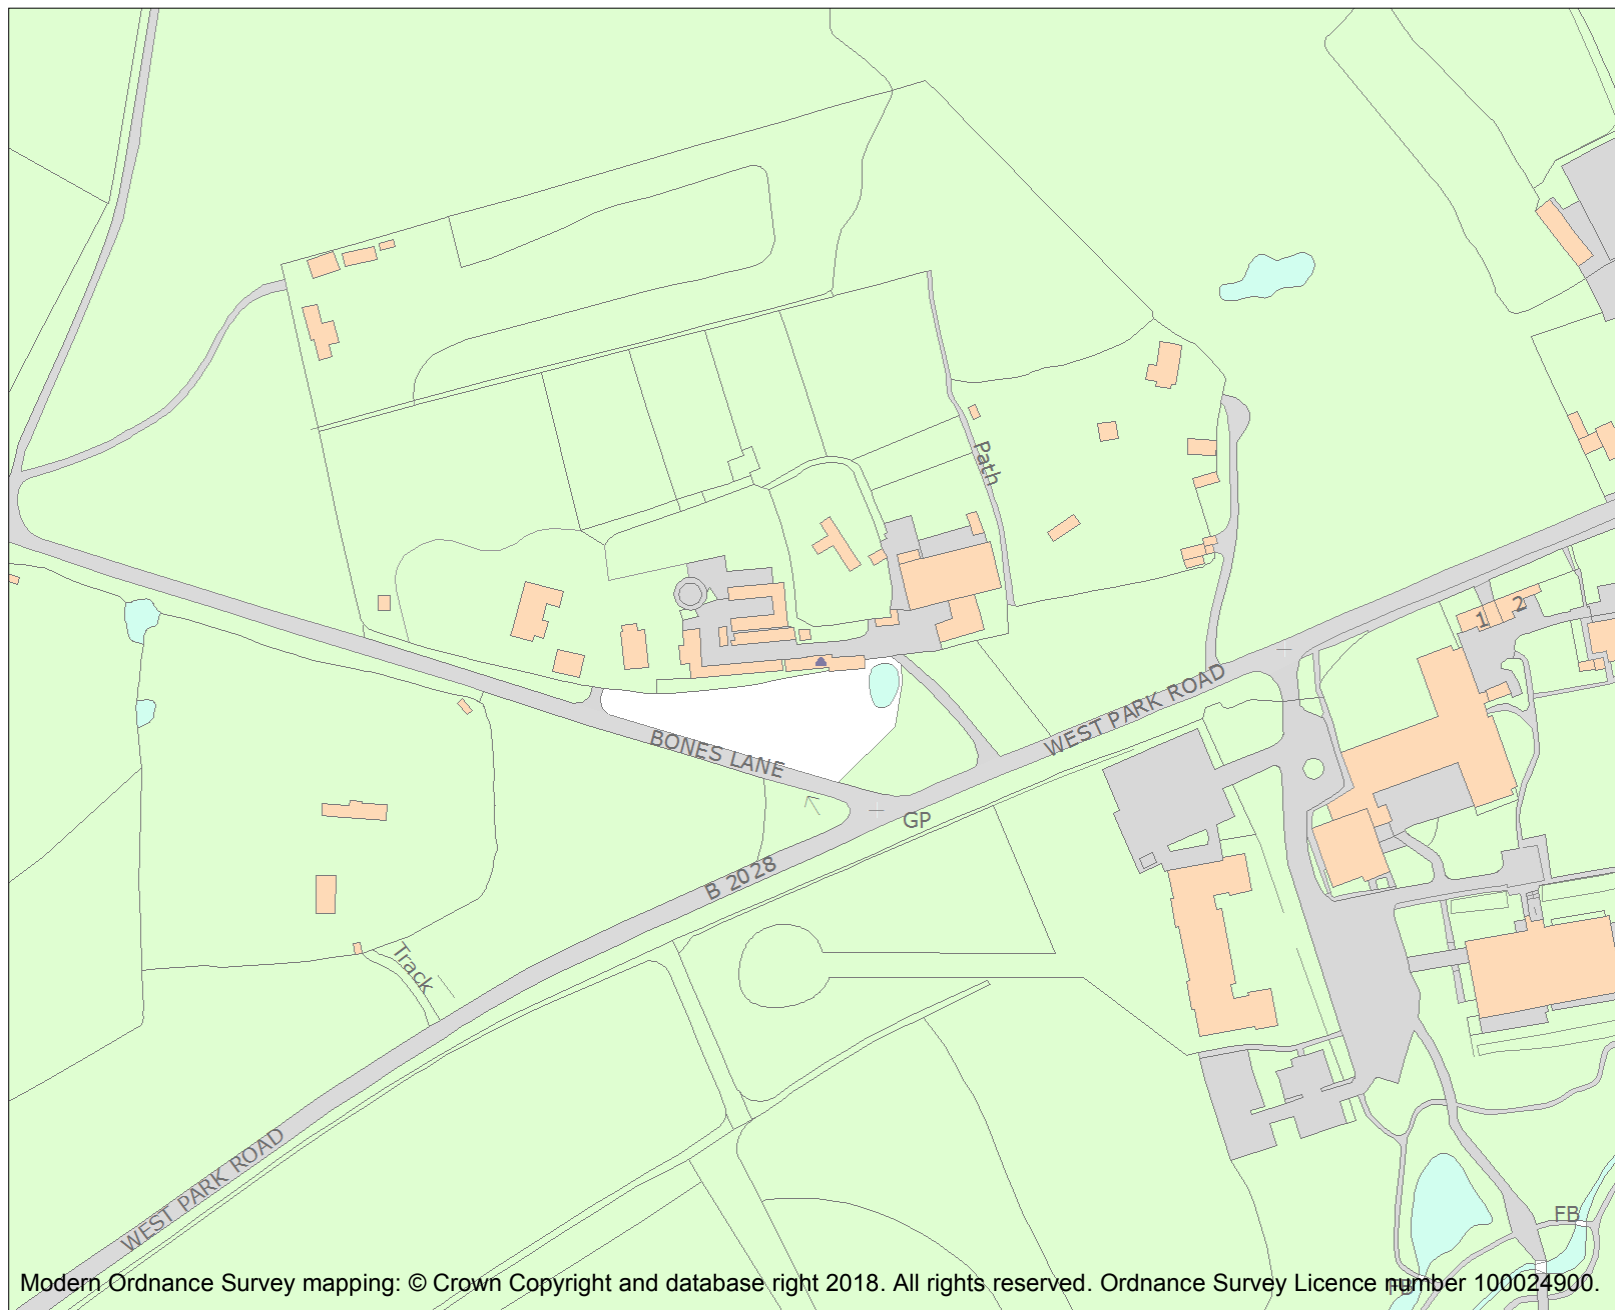 Path
1
2
WEST PARK ROAD
BONES LANE
GP
B 2028
Track
WEST PARK ROAD
FB
FB
Modern Ordnance Survey mapping: © Crown Copyright and database right 2018. All rights reserved. Ordnance Survey Licence number 100024900.